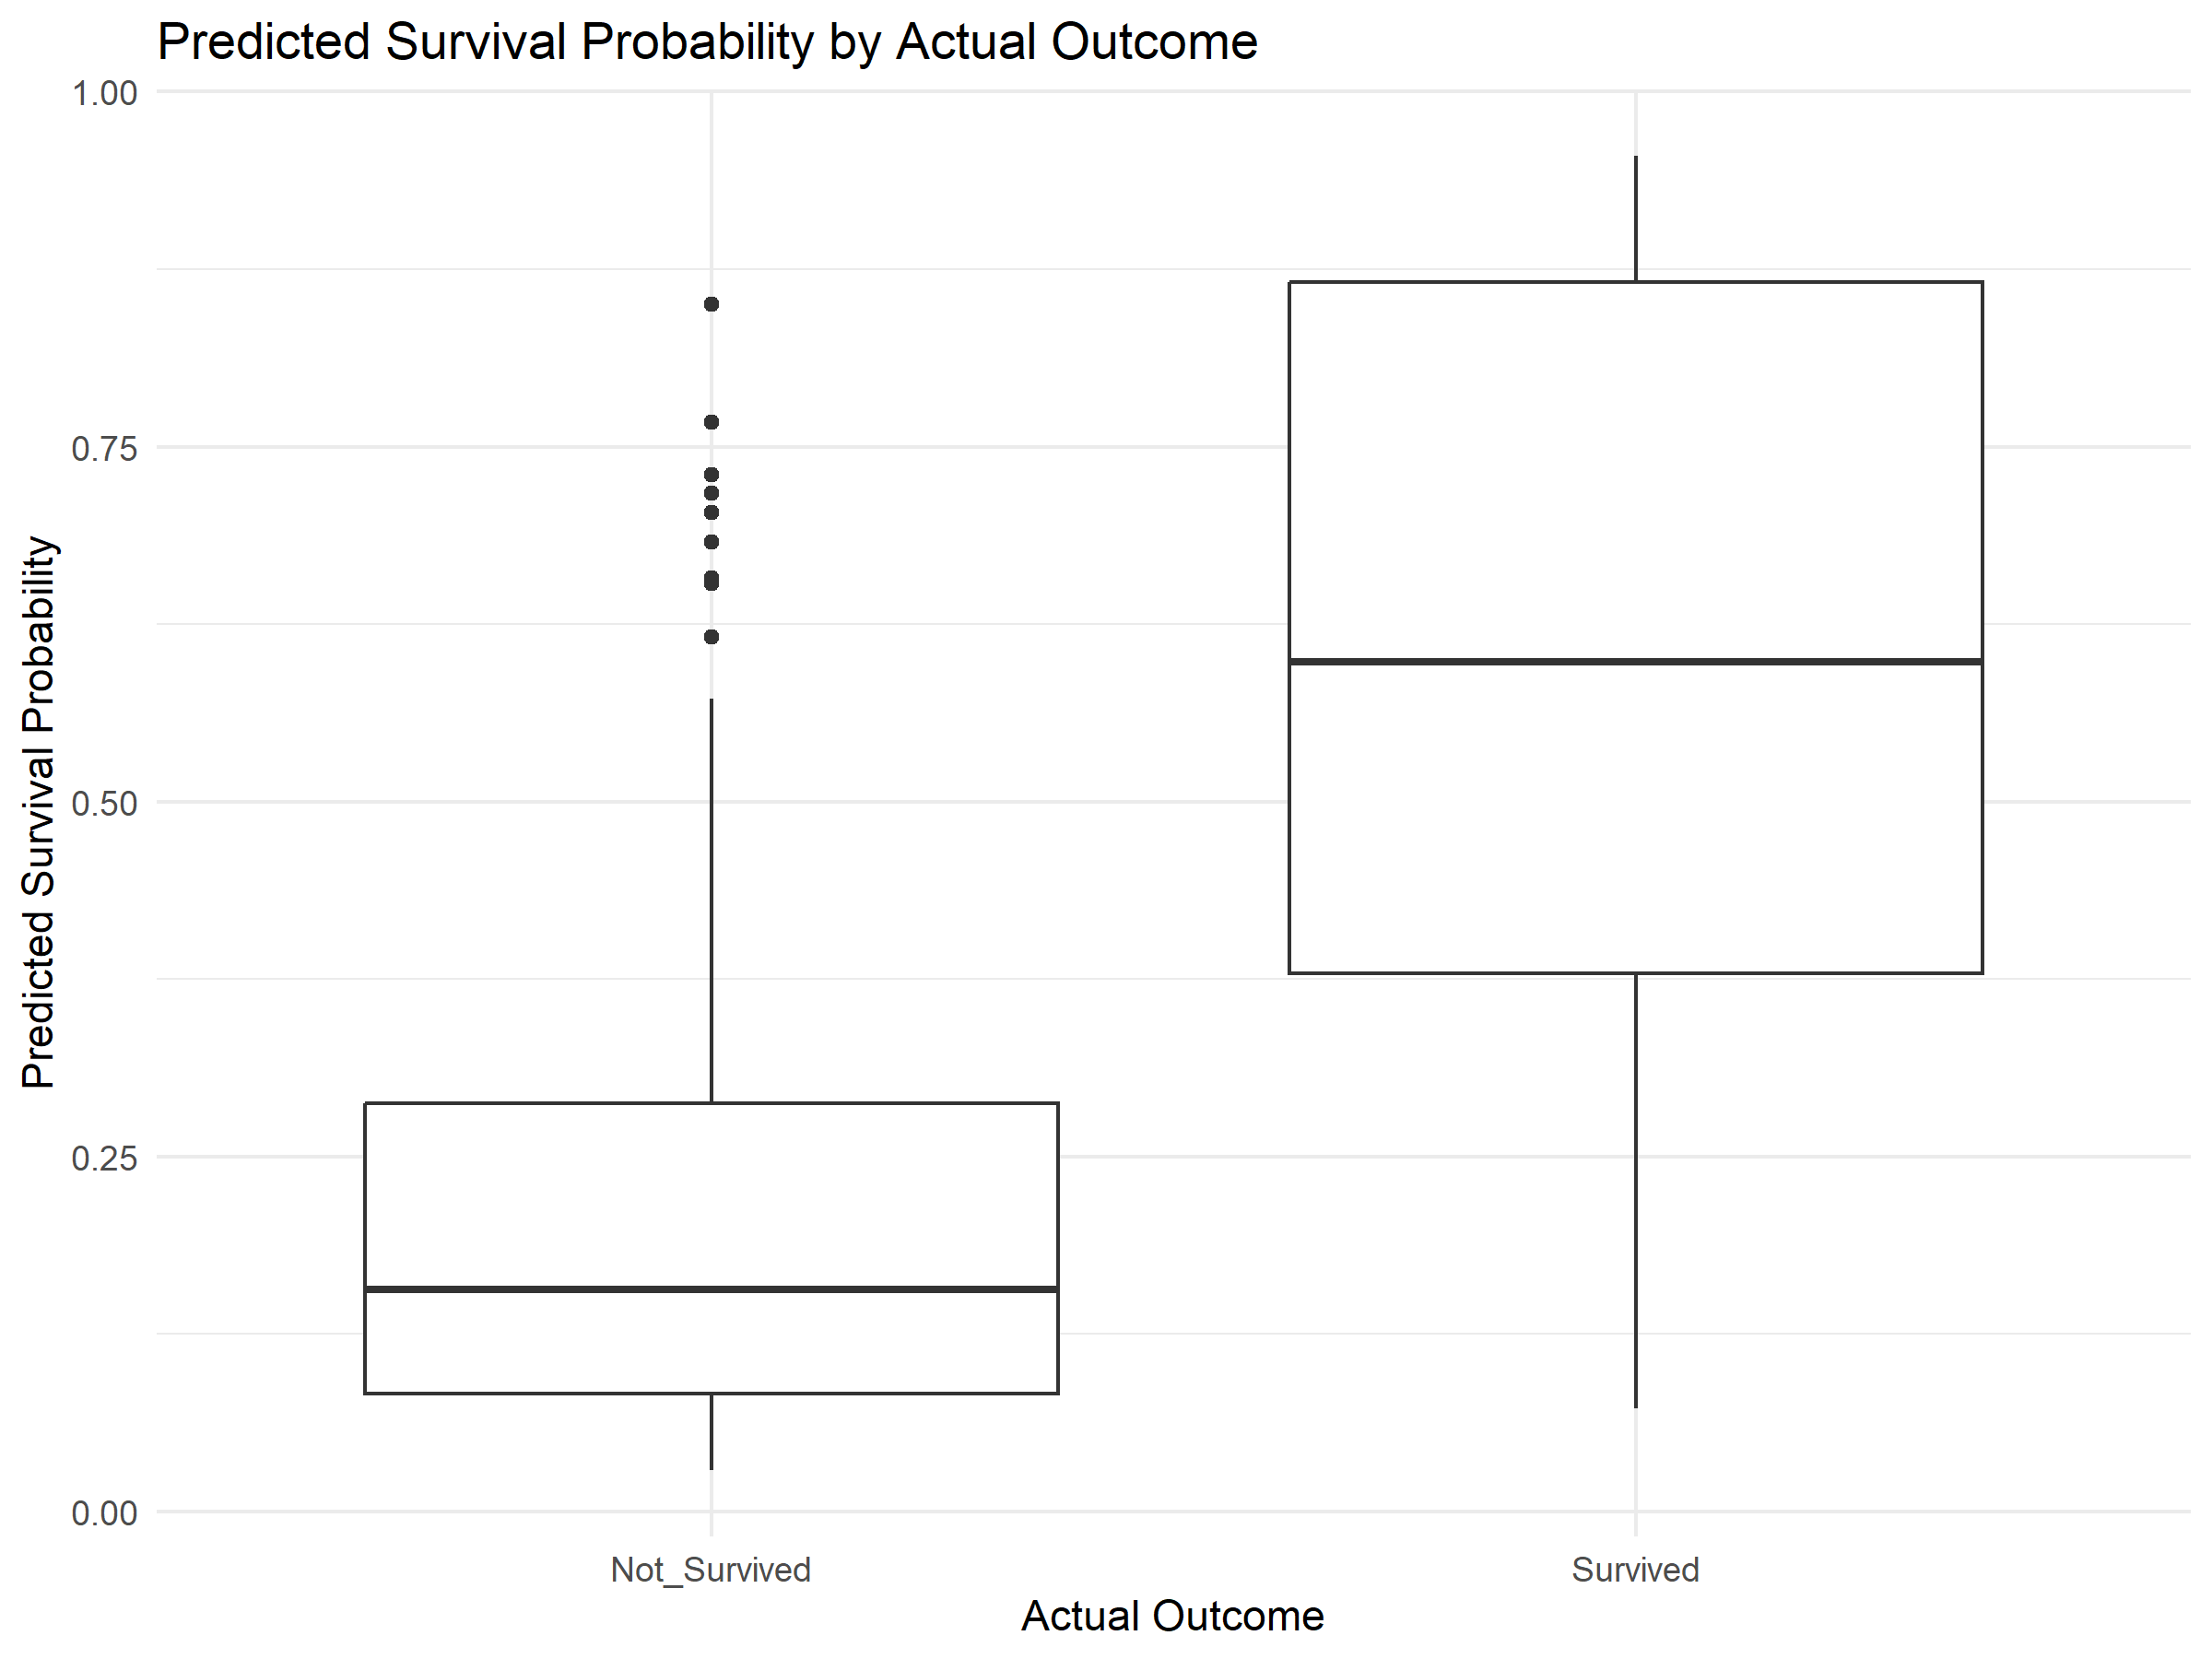 Predicted Survival Probability by Actual Outcome
Predicted Survival Probability
1.00
0.75
0.50
0.25
0.00
Not_Survived
Survived
Actual Outcome